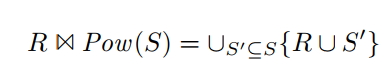 R ⋈ Pow(S) = ∪S′⊆S{R ∪ S′}